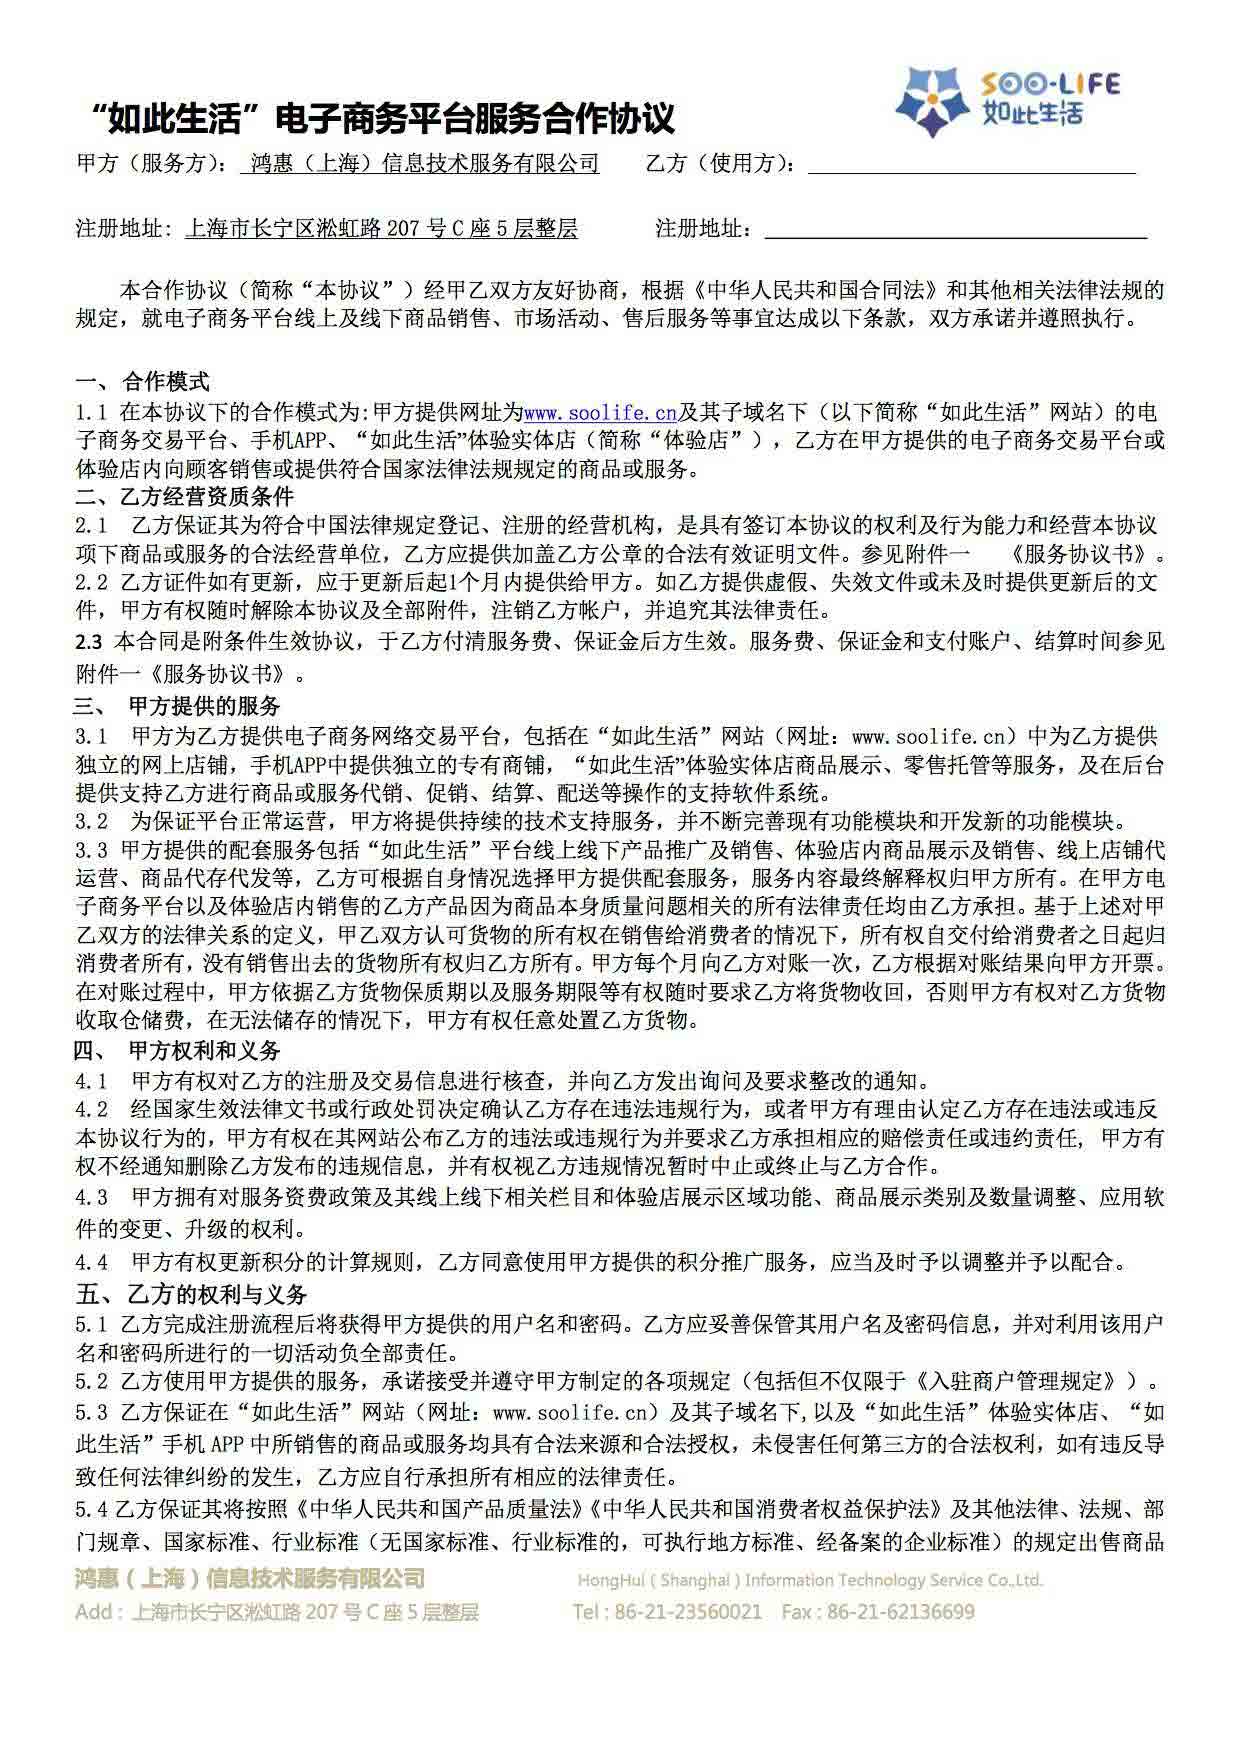 SOO-LIFE
如此生活
“如此生活”电子商务平台服务合作协议
甲方（服务方）： 鸿惠（上海）信息技术服务有限公司 乙方（使用方）：
注册地址: 上海市长宁区淞虹路 207 号 C 座 5 层整层 注册地址：
本合作协议（简称“本协议”）经甲乙双方友好协商，根据《中华人民共和国合同法》和其他相关法律法规的
规定，就电子商务平台线上及线下商品销售、市场活动、售后服务等事宜达成以下条款，双方承诺并遵照执行。
一、合作模式
1.1 在本协议下的合作模式为:甲方提供网址为www.soolife.cn及其子域名下（以下简称“如此生活”网站）的电
子商务交易平台、手机APP、“如此生活”体验实体店（简称“体验店”），乙方在甲方提供的电子商务交易平台或
体验店内向顾客销售或提供符合国家法律法规规定的商品或服务。
二、乙方经营资质条件
2.1 乙方保证其为符合中国法律规定登记、注册的经营机构，是具有签订本协议的权利及行为能力和经营本协议
项下商品或服务的合法经营单位，乙方应提供加盖乙方公章的合法有效证明文件。参见附件一 《服务协议书》。
2.2 乙方证件如有更新，应于更新后起1个月内提供给甲方。如乙方提供虚假、失效文件或未及时提供更新后的文
件，甲方有权随时解除本协议及全部附件，注销乙方帐户，并追究其法律责任。
2.3 本合同是附条件生效协议，于乙方付清服务费、保证金后方生效。服务费、保证金和支付账户、结算时间参见
附件一《服务协议书》。
三、 甲方提供的服务
3.1 甲方为乙方提供电子商务网络交易平台，包括在“如此生活”网站（网址：www.soolife.cn）中为乙方提供
独立的网上店铺，手机APP中提供独立的专有商铺，“如此生活”体验实体店商品展示、零售托管等服务，及在后台
提供支持乙方进行商品或服务代销、促销、结算、配送等操作的支持软件系统。
3.2 为保证平台正常运营，甲方将提供持续的技术支持服务，并不断完善现有功能模块和开发新的功能模块。
3.3 甲方提供的配套服务包括“如此生活”平台线上线下产品推广及销售、体验店内商品展示及销售、线上店铺代
运营、商品代存代发等，乙方可根据自身情况选择甲方提供配套服务，服务内容最终解释权归甲方所有。在甲方电
子商务平台以及体验店内销售的乙方产品因为商品本身质量问题相关的所有法律责任均由乙方承担。基于上述对甲
乙双方的法律关系的定义，甲乙双方认可货物的所有权在销售给消费者的情况下，所有权自交付给消费者之日起归
消费者所有，没有销售出去的货物所有权归乙方所有。甲方每个月向乙方对账一次，乙方根据对账结果向甲方开票。
在对账过程中，甲方依据乙方货物保质期以及服务期限等有权随时要求乙方将货物收回，否则甲方有权对乙方货物
收取仓储费，在无法储存的情况下，甲方有权任意处置乙方货物。
四、 甲方权利和义务
4.1 甲方有权对乙方的注册及交易信息进行核查，并向乙方发出询问及要求整改的通知。
4.2 经国家生效法律文书或行政处罚决定确认乙方存在违法违规行为，或者甲方有理由认定乙方存在违法或违反
本协议行为的，甲方有权在其网站公布乙方的违法或违规行为并要求乙方承担相应的赔偿责任或违约责任, 甲方有
权不经通知删除乙方发布的违规信息，并有权视乙方违规情况暂时中止或终止与乙方合作。
4.3 甲方拥有对服务资费政策及其线上线下相关栏目和体验店展示区域功能、商品展示类别及数量调整、应用软
件的变更、升级的权利。
4.4 甲方有权更新积分的计算规则，乙方同意使用甲方提供的积分推广服务，应当及时予以调整并予以配合。
五、乙方的权利与义务
5.1 乙方完成注册流程后将获得甲方提供的用户名和密码。乙方应妥善保管其用户名及密码信息，并对利用该用户
名和密码所进行的一切活动负全部责任。
5.2 乙方使用甲方提供的服务，承诺接受并遵守甲方制定的各项规定（包括但不仅限于《入驻商户管理规定》）。
5.3 乙方保证在“如此生活”网站（网址：www.soolife.cn）及其子域名下,以及“如此生活”体验实体店、“如
此生活”手机 APP 中所销售的商品或服务均具有合法来源和合法授权，未侵害任何第三方的合法权利，如有违反导
致任何法律纠纷的发生，乙方应自行承担所有相应的法律责任。
5.4 乙方保证其将按照《中华人民共和国产品质量法》《中华人民共和国消费者权益保护法》及其他法律、法规、部
门规章、国家标准、行业标准（无国家标准、行业标准的，可执行地方标准、经备案的企业标准）的规定出售商品
鸿惠（上海）信息技术服务有限公司 HongHui ( Shanghai ) Information Technology Service Co.,Ltd.
Add : 上海市长宁区淞虹路 207 号 C 座 5 层整层 Tel : 86-21-23560021 Fax : 86-21-62136699